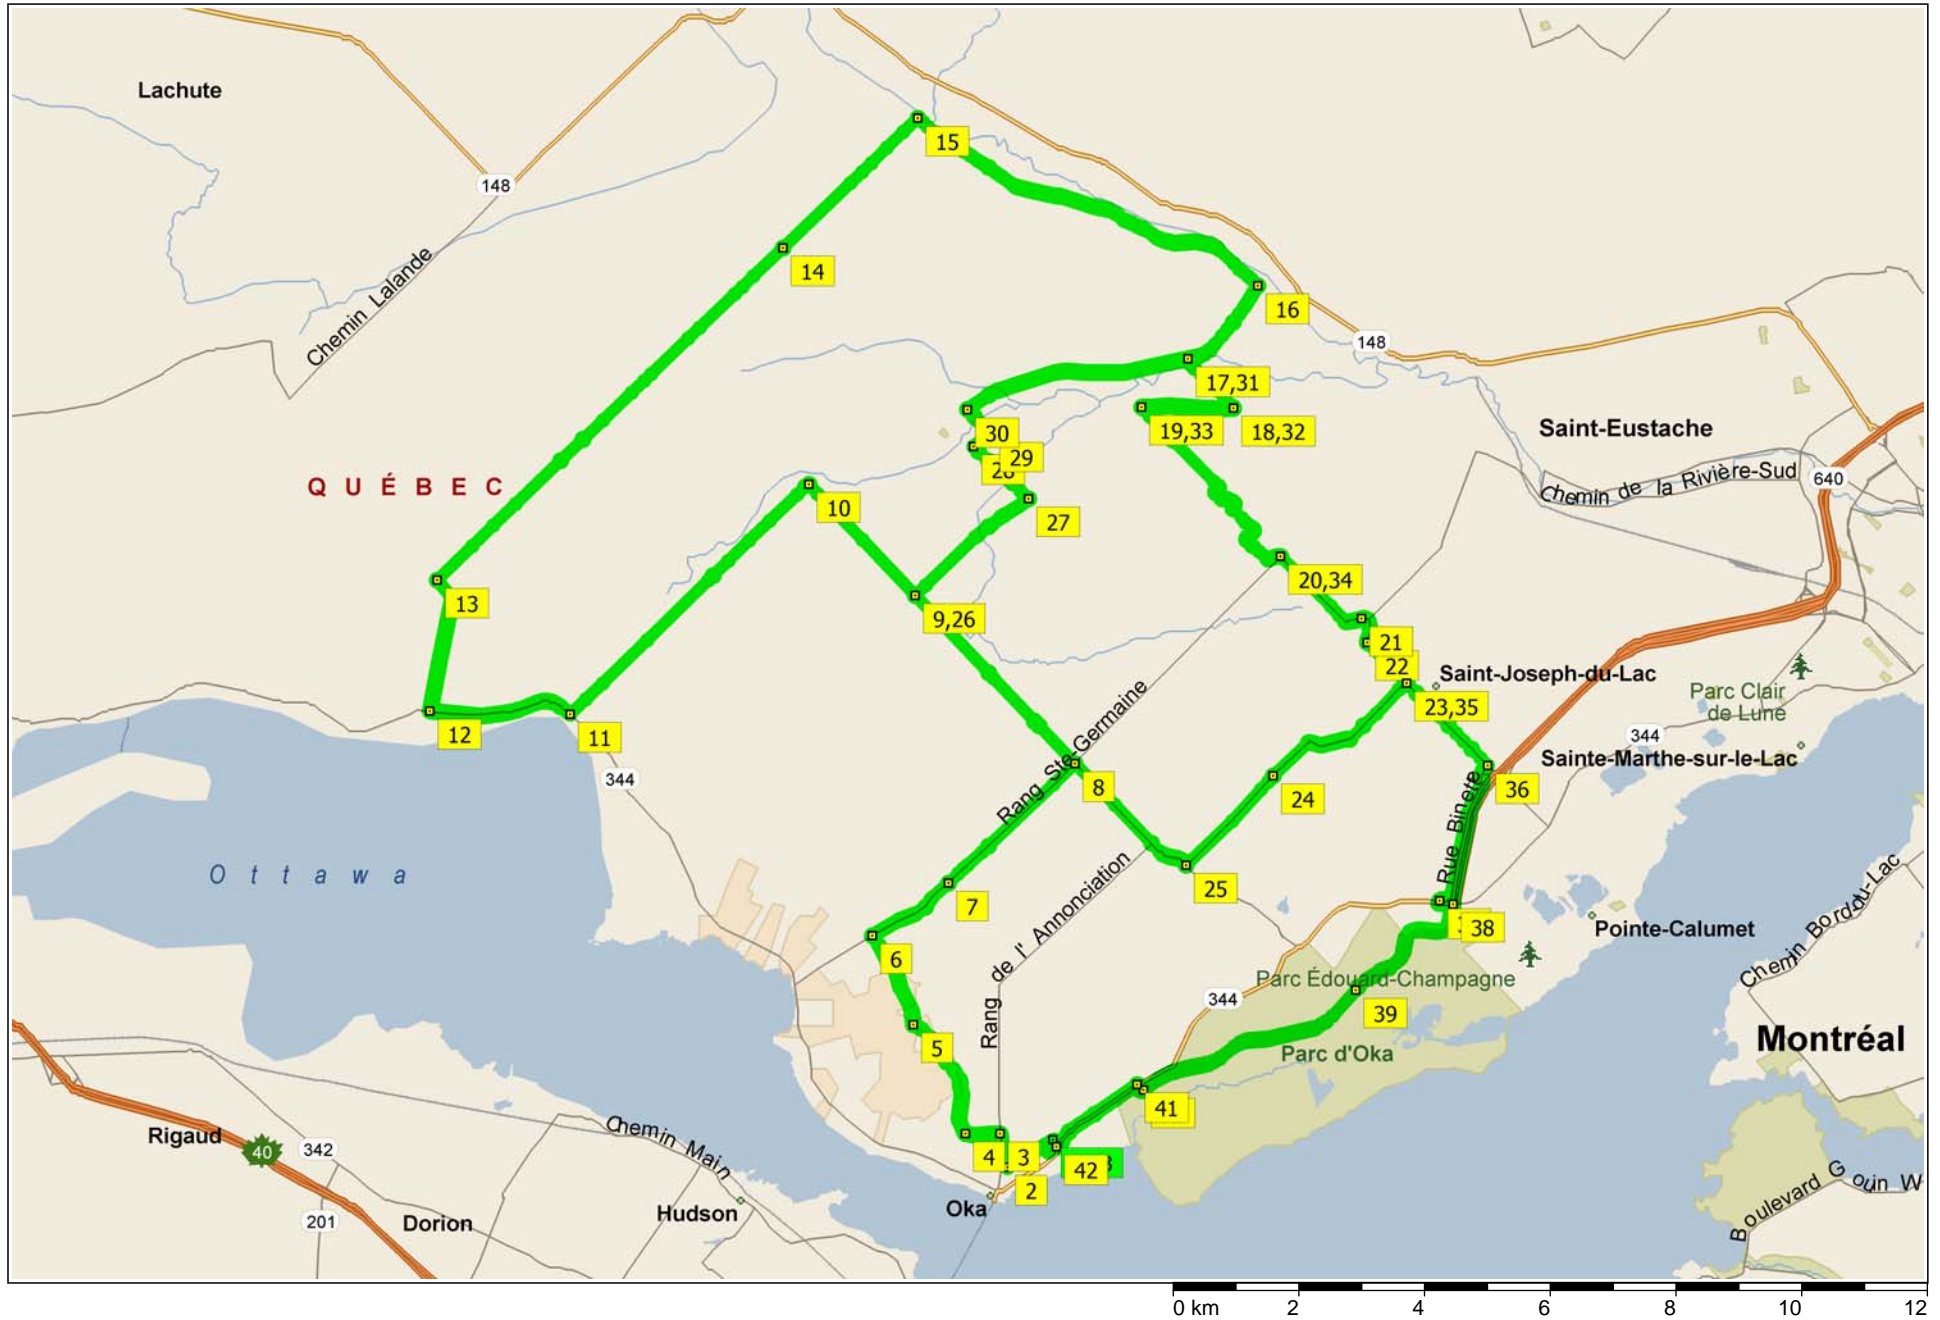 Lachute
148
15
14
Chemin Lalande
16
148
17,31
30
19,33
18,32
Saint-Eustache
29
28
QUÉBEC
Chemin de la Rivière-Sud
640
10
27
20,34
13
9,26
21
22
Saint-Joseph-du-Lac
Parc Clair
de Lune
23,35
12
11
344
344
Sainte-Marthe-sur-le-Lac
Rang Ste-Germaine
8
36
24
Rue Binette
Ottawa
25
7
Rang de l' Annonciation
38
Pointe-Calumet
Chemin Bord-du-Lac
6
Parc Édouard-Champagne
344
39
5
Parc d'Oka
Montréal
41
Rigaud
40
342
Chemin Main
4
3
42
2
Oka
201
Dorion
Hudson
Boulevard Gouin W
0 km 2 4 6 8 10 12